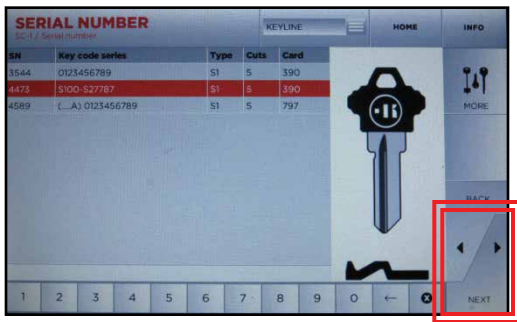 SERIAL NUMBER
SC-1 / Serial number
KEYLINE
HOME
INFO
SN Key code series Type Cuts Card
3544 0123456789 S1 5 390
4473 S100-S27787 S1 5 390
4589 (....A) 0123456789 S1 5 797
MORE
BACK
1 2 3 4 5 6 7 8 9 0 ←
NEXT